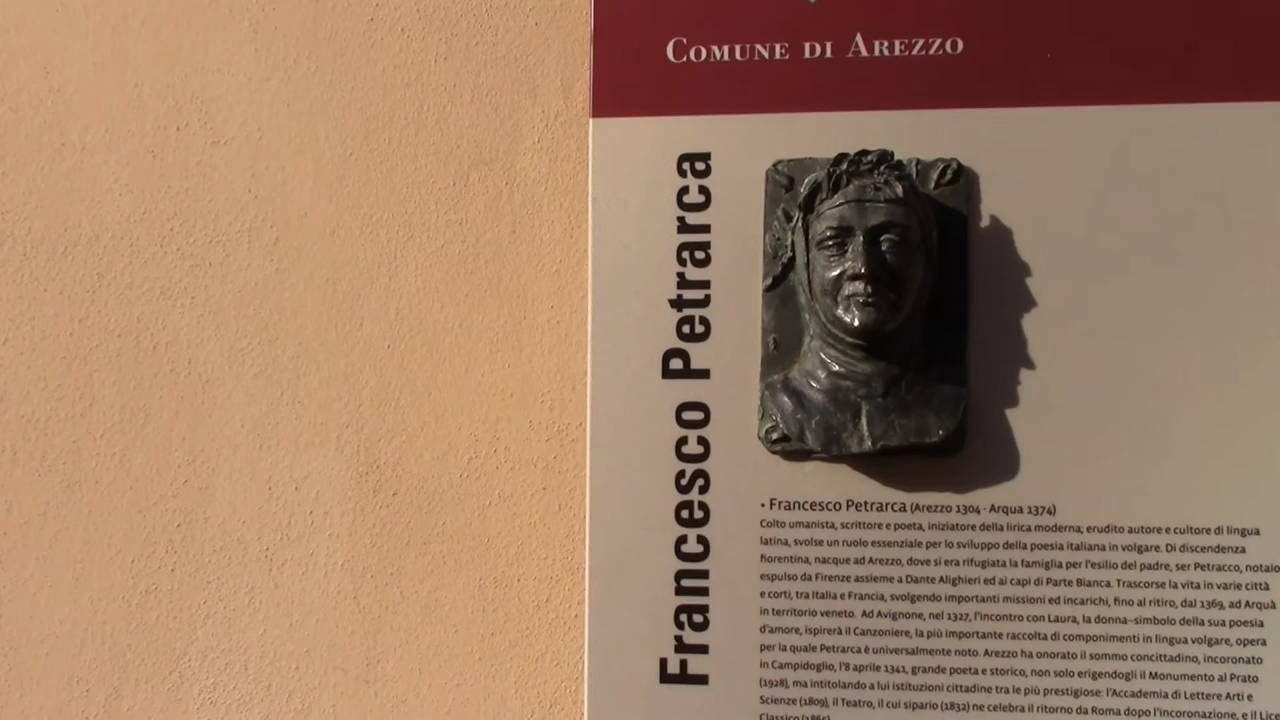 COMUNE DI AREZZO
Francesco Petrarca
• Francesco Petrarca (Arezzo 1304 - Arqua 1374)
Colto umanista, scrittore e poeta, iniziatore della lirica moderna; erudito autore e cultore di lingua
latina, svolse un ruolo essenziale per lo sviluppo della poesia italiana in volgare. Di discendenza
fiorentina, nacque ad Arezzo, dove si era rifugiata la famiglia per l'esilio del padre, ser Petracco, notaio
espulso da Firenze assieme a Dante Alighieri ed ai capi di Parte Bianca. Trascorse la vita in varie città
e corti, tra Italia e Francia, svolgendo importanti missioni ed incarichi, fino al ritiro, dal 1369, ad Arquà
in territorio veneto. Ad Avignone, nel 1327, l'incontro con Laura, la donna-simbolo della sua poesia
d'amore, ispirerà il Canzoniere, la più importante raccolta di componimenti in lingua volgare, opera
per la quale Petrarca è universalmente noto. Arezzo ha onorato il sommo concittadino, incoronato
in Campidoglio, l'8 aprile 1341, grande poeta e storico, non solo erigendogli il Monumento al Prato
(1928), ma intitolando a lui istituzioni cittadine tra le più prestigiose: l'Accademia di Lettere Arti e
Scienze (1809), il Teatro, il cui sipario (1832) ne celebra il ritorno da Roma dopo l'incoronazione, e il
Classico